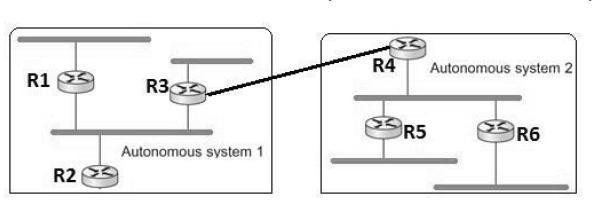 R1
R3
R2
Autonomous system 1
R4
Autonomous system 2
R5
R6